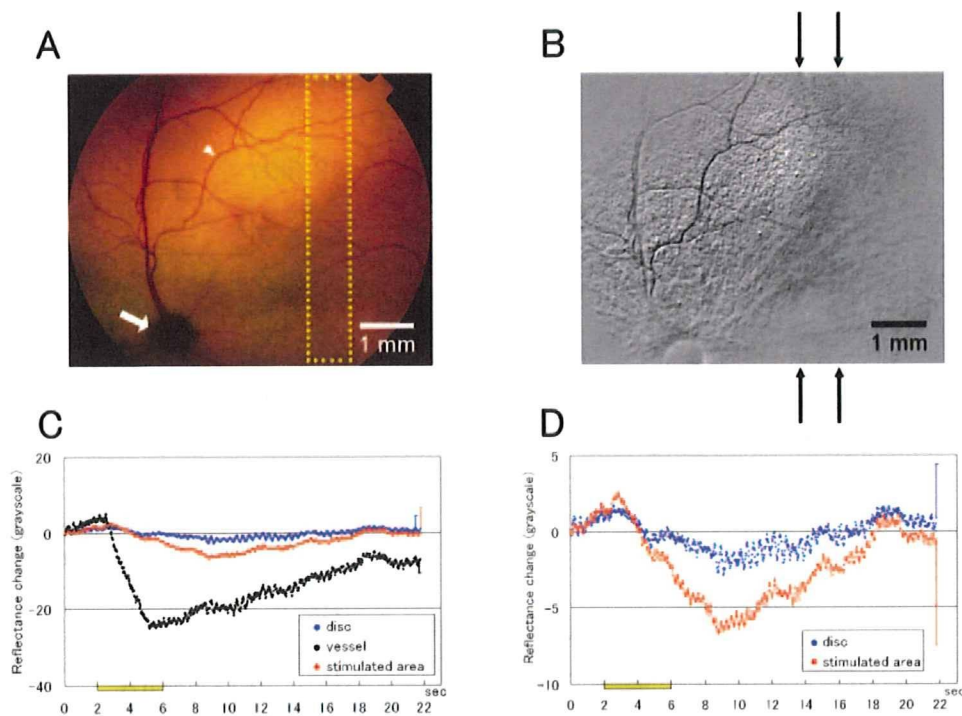 A
B
1 mm
1 mm
C
D
Reflectance change (grayscale)
20
0
-20
-40
disc
vessel
stimulated area
0 2 4 6 8 10 12 14 16 18 20 22
sec
Reflectance change (grayscale)
5
0
-5
-10
disc
stimulated area
0 2 4 6 8 10 12 14 16 18 20 22
sec